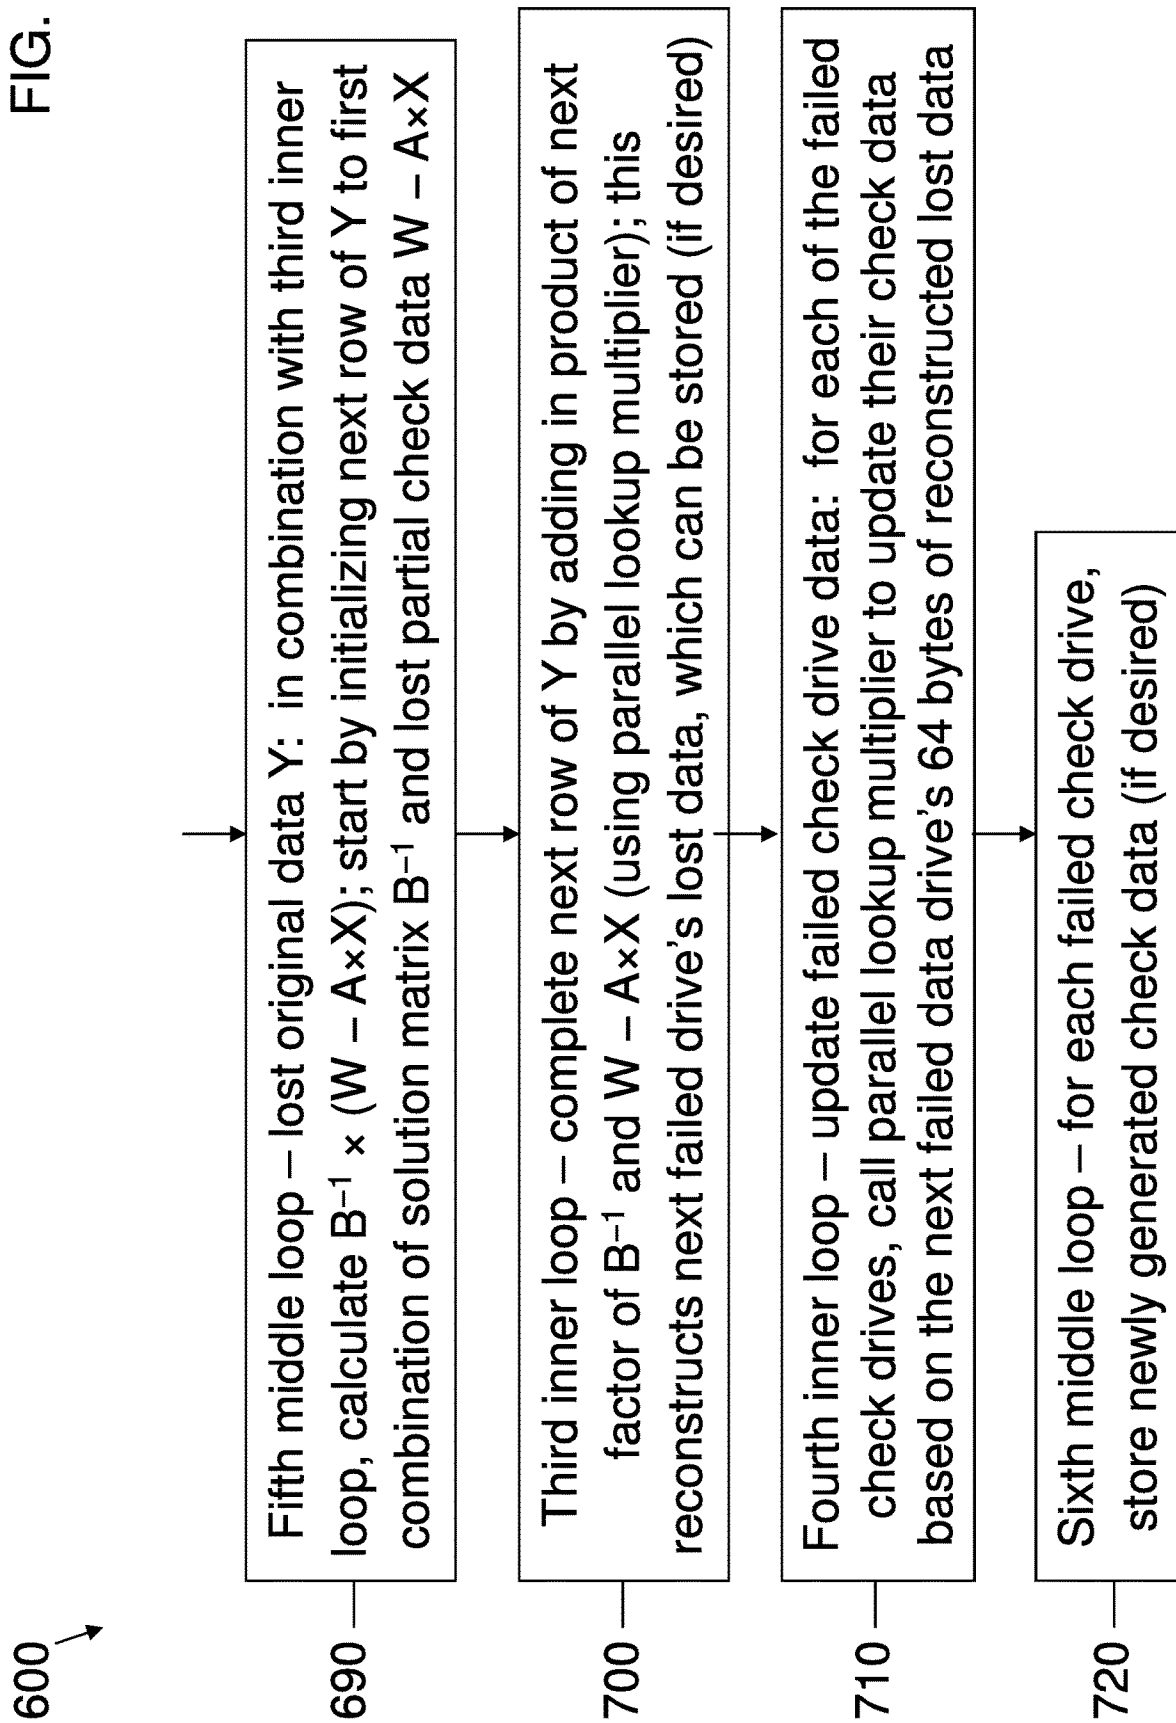 FIG.
600
690
Fifth middle loop – lost original data Y:  in combination with third inner
loop, calculate B⁻¹ × (W – A×X); start by initializing next row of Y to first
combination of solution matrix B⁻¹ and lost partial check data W – A×X
700
Third inner loop – complete next row of Y by adding in product of next
factor of B⁻¹ and W – A×X (using parallel lookup multiplier); this
reconstructs next failed drive's lost data, which can be stored (if desired)
710
Fourth inner loop – update failed check drive data:  for each of the failed
check drives, call parallel lookup multiplier to update their check data
based on the next failed data drive's 64 bytes of reconstructed lost data
720
Sixth middle loop – for each failed check drive,
store newly generated check data (if desired)